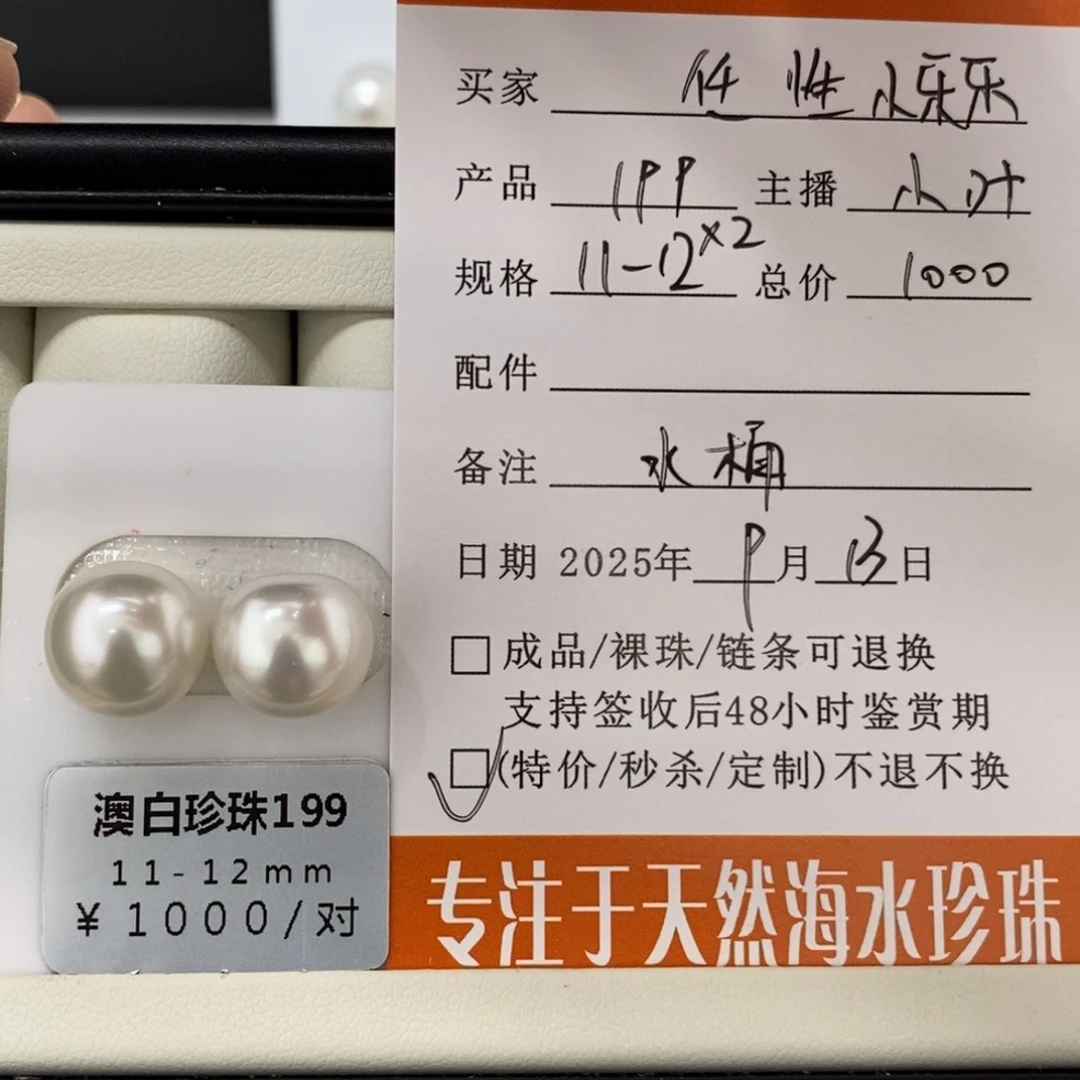 买家 任性小乐乐
产品 199 主播 小叶
规格 11-12×2 总价 1000
配件
备注 水桶
日期 2025年9月13日
成品/裸珠/链条可退换
支持签收后48小时鉴赏期
(特价/秒杀/定制)不退不换
专注于天然海水珍珠
澳白珍珠199
11-12mm
¥1000/对